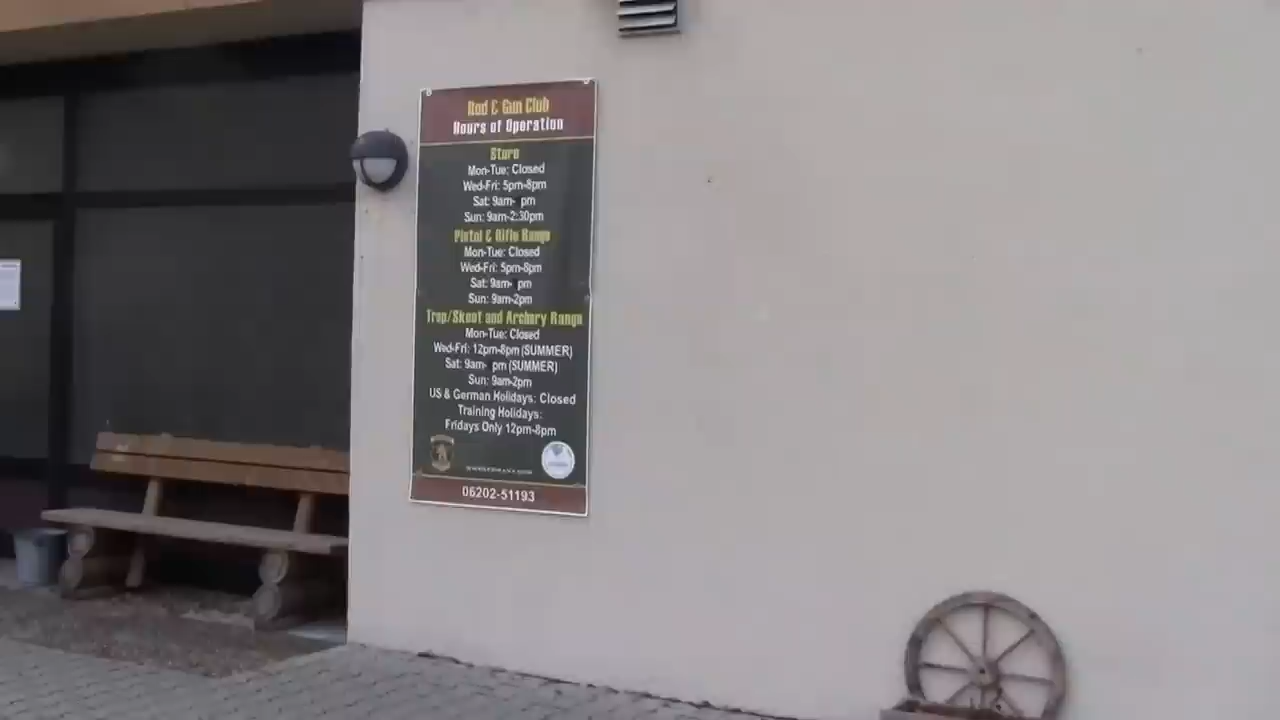 Rod & Gun Club
Hours of Operation
Store
Mon-Tue: Closed
Wed-Fri: 5pm-8pm
Sat: 9am- pm
Sun: 9am-2:30pm
Pistol & Rifle Range
Mon-Tue: Closed
Wed-Fri: 5pm-8pm
Sat: 9am- pm
Sun: 9am-2pm
Trap/Skeet and Archery Range
Mon-Tue: Closed
Wed-Fri: 12pm-8pm (SUMMER)
Sat: 9am- pm (SUMMER)
Sun: 9am-2pm
US & German Holidays: Closed
Training Holidays:
Fridays Only 12pm-8pm
06202-51193